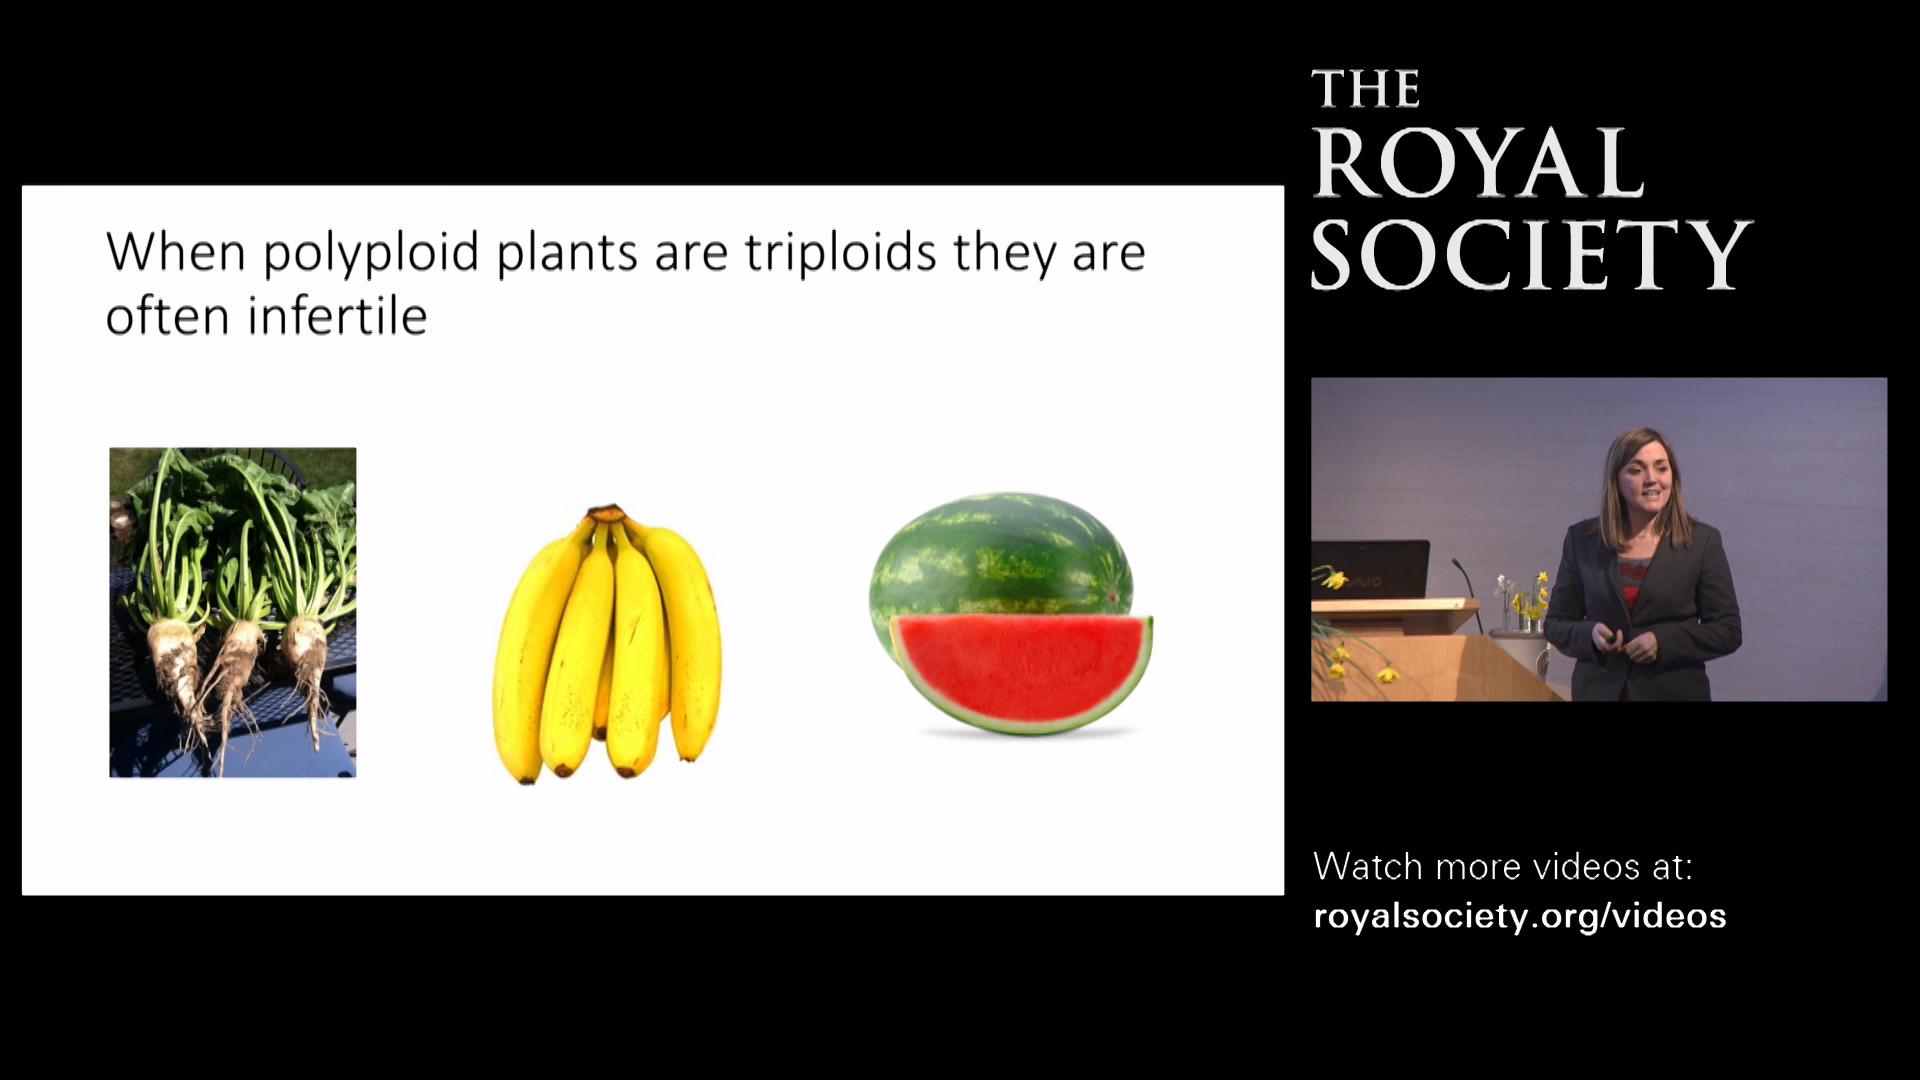 When polyploid plants are triploids they are
often infertile
THE
ROYAL
SOCIETY
Watch more videos at:
royalsociety.org/videos